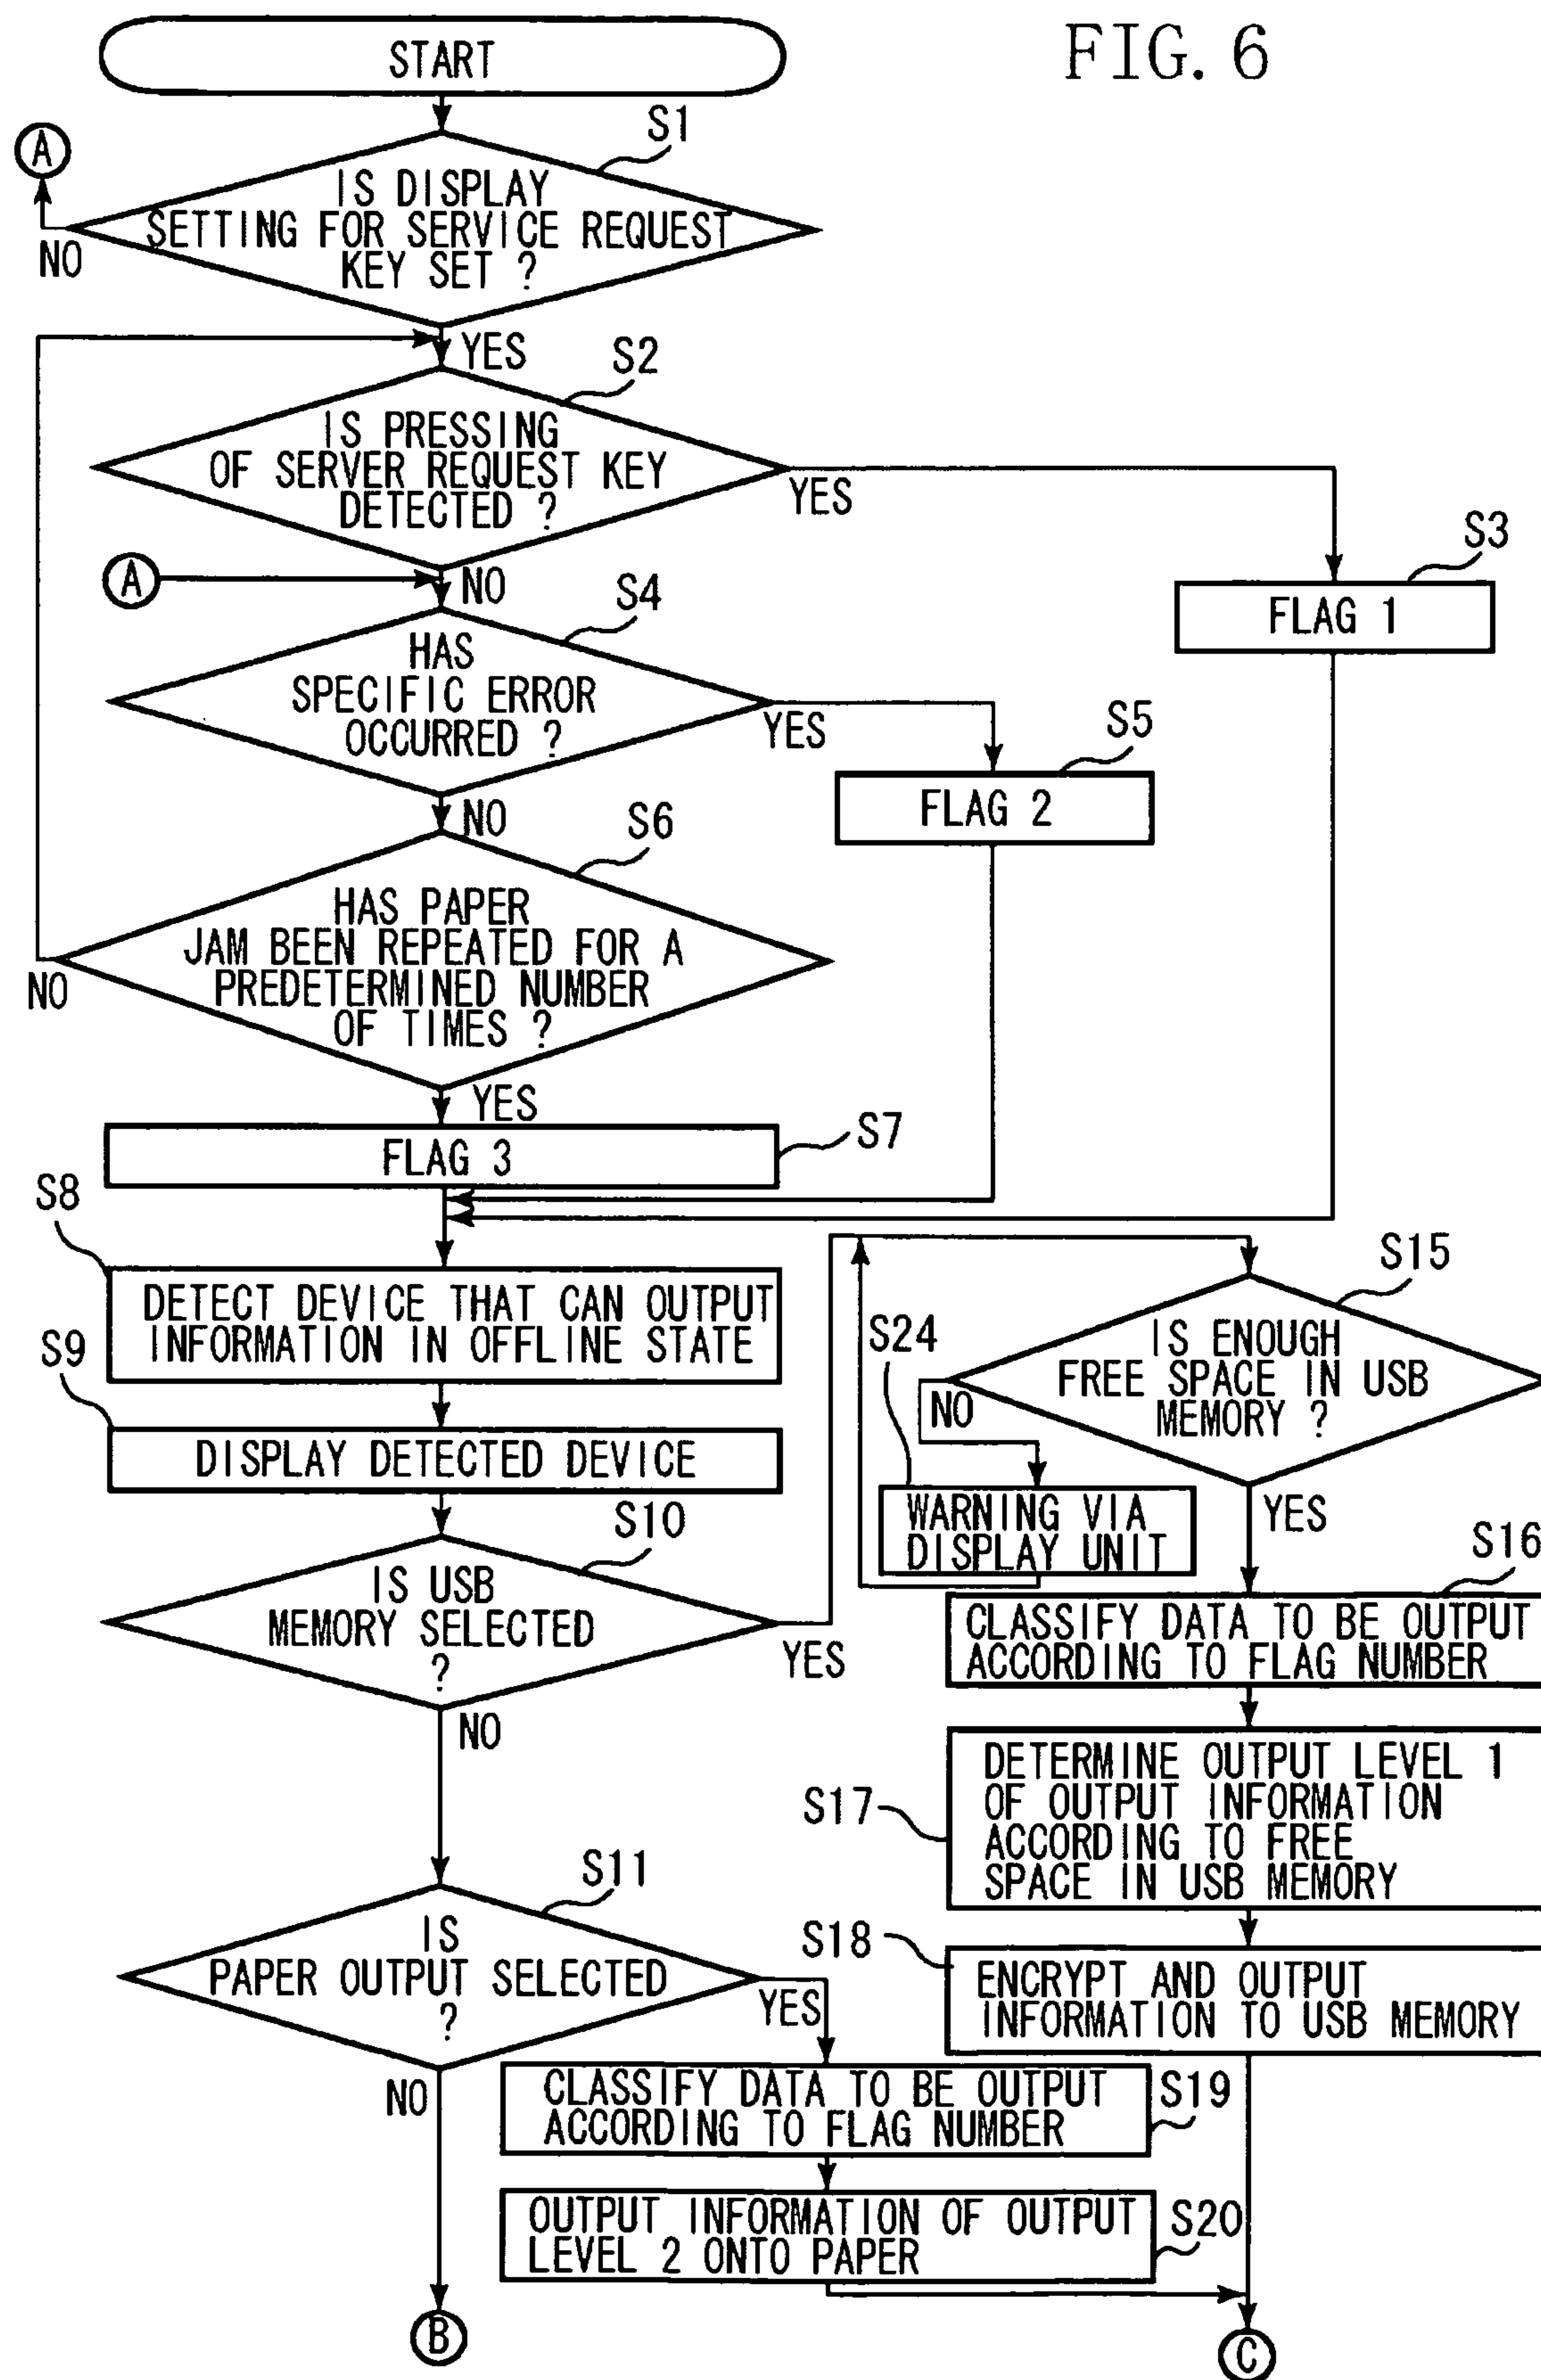 FIG. 6
START
S1
A
IS DISPLAY
SETTING FOR SERVICE REQUEST
KEY SET ?
NO
YES
S2
IS PRESSING
OF SERVER REQUEST KEY
DETECTED ?
YES
S3
FLAG 1
A
NO
S4
HAS
SPECIFIC ERROR
OCCURRED ?
YES
S5
FLAG 2
NO
S6
HAS PAPER
JAM BEEN REPEATED FOR A
PREDETERMINED NUMBER
OF TIMES ?
NO
YES
FLAG 3
S7
S8
DETECT DEVICE THAT CAN OUTPUT
INFORMATION IN OFFLINE STATE
S9
DISPLAY DETECTED DEVICE
S10
IS USB
MEMORY SELECTED
?
YES
NO
S15
IS ENOUGH
FREE SPACE IN USB
MEMORY ?
NO
S24
WARNING VIA
DISPLAY UNIT
YES
S16
CLASSIFY DATA TO BE OUTPUT
ACCORDING TO FLAG NUMBER
S17
DETERMINE OUTPUT LEVEL 1
OF OUTPUT INFORMATION
ACCORDING TO FREE
SPACE IN USB MEMORY
S18
ENCRYPT AND OUTPUT
INFORMATION TO USB MEMORY
S11
IS
PAPER OUTPUT SELECTED
?
YES
NO
CLASSIFY DATA TO BE OUTPUT
ACCORDING TO FLAG NUMBER
S19
OUTPUT INFORMATION OF OUTPUT
LEVEL 2 ONTO PAPER
S20
B
C